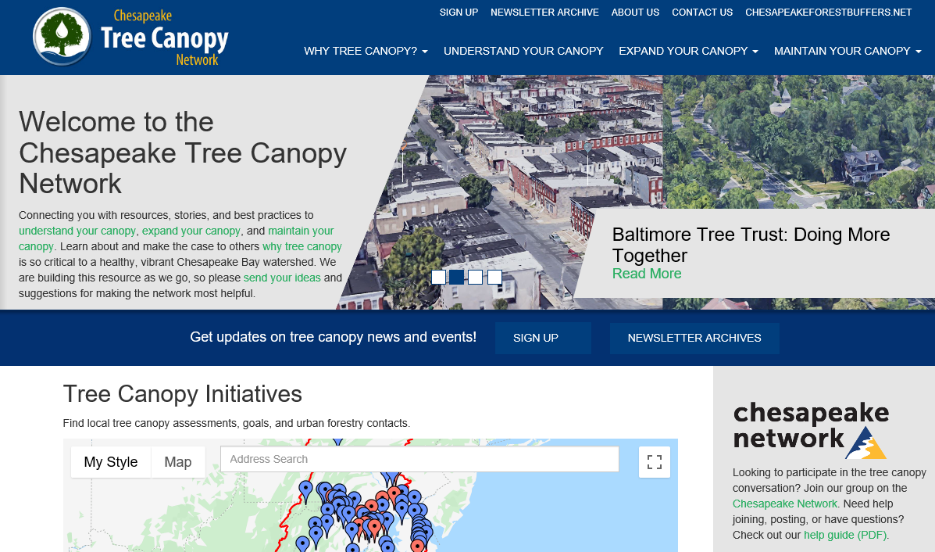 SIGN UP NEWSLETTER ARCHIVE ABOUT US CONTACT US CHESAPEAKEFORESTBUFFERS.NET
Chesapeake
Tree Canopy
Network
WHY TREE CANOPY? UNDERSTAND YOUR CANOPY EXPAND YOUR CANOPY MAINTAIN YOUR CANOPY
Welcome to the
Chesapeake Tree Canopy
Network
Connecting you with resources, stories, and best practices to
understand your canopy, expand your canopy, and maintain your
canopy. Learn about and make the case to others why tree canopy
is so critical to a healthy, vibrant Chesapeake Bay watershed. We
are building this resource as we go, so please send your ideas and
suggestions for making the network most helpful.
Baltimore Tree Trust: Doing More
Together
Read More
Get updates on tree canopy news and events! SIGN UP NEWSLETTER ARCHIVES
Tree Canopy Initiatives
Find local tree canopy assessments, goals, and urban forestry contacts.
My Style Map Address Search
chesapeake
network
Looking to participate in the tree canopy
conversation? Join our group on the
Chesapeake Network. Need help
joining, posting, or have questions?
Check out our help guide (PDF).